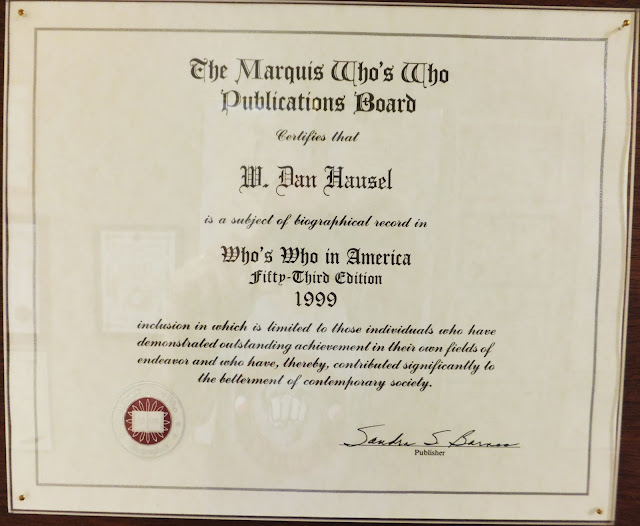 The Marquis Who's Who
Publications Board
Certifies that
W. Dan Hausel
is a subject of biographical record in
Who's Who in America
Fifty-Third Edition
1999
inclusion in which is limited to those individuals who have
demonstrated outstanding achievement in their own fields of
endeavor and who have, thereby, contributed significantly to
the betterment of contemporary society.
Sandra S. Barnes
Publisher